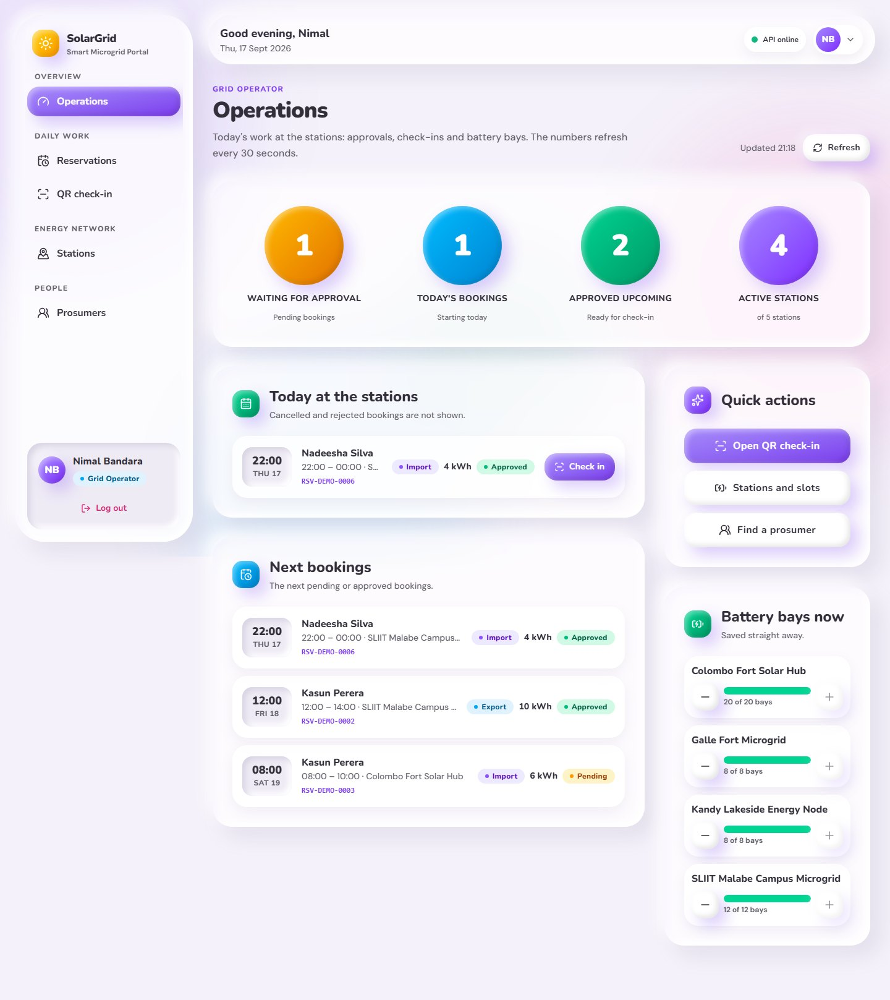 SolarGrid
Smart Microgrid Portal
OVERVIEW
Operations
DAILY WORK
Reservations
QR check-in
ENERGY NETWORK
Stations
PEOPLE
Prosumers
NB
Nimal Bandara
Grid Operator
Log out
Good evening, Nimal
Thu, 17 Sept 2026
API online
NB
GRID OPERATOR
Operations
Today's work at the stations: approvals, check-ins and battery bays. The numbers refresh
every 30 seconds.
Updated 21:18
Refresh
1
WAITING FOR APPROVAL
Pending bookings
1
TODAY'S BOOKINGS
Starting today
2
APPROVED UPCOMING
Ready for check-in
4
ACTIVE STATIONS
of 5 stations
Today at the stations
Cancelled and rejected bookings are not shown.
22:00
THU 17
Nadeesha Silva
22:00 – 00:00 · S...
RSV-DEMO-0006
Import
4 kWh
Approved
Check in
Next bookings
The next pending or approved bookings.
22:00
THU 17
Nadeesha Silva
22:00 – 00:00 · SLIIT Malabe Campus...
RSV-DEMO-0006
Import
4 kWh
Approved
12:00
FRI 18
Kasun Perera
12:00 – 14:00 · SLIIT Malabe Campus ...
RSV-DEMO-0002
Export
10 kWh
Approved
08:00
SAT 19
Kasun Perera
08:00 – 10:00 · Colombo Fort Solar Hub
RSV-DEMO-0003
Import
6 kWh
Pending
Quick actions
Open QR check-in
Stations and slots
Find a prosumer
Battery bays now
Saved straight away.
Colombo Fort Solar Hub
20 of 20 bays
Galle Fort Microgrid
8 of 8 bays
Kandy Lakeside Energy Node
8 of 8 bays
SLIIT Malabe Campus Microgrid
12 of 12 bays